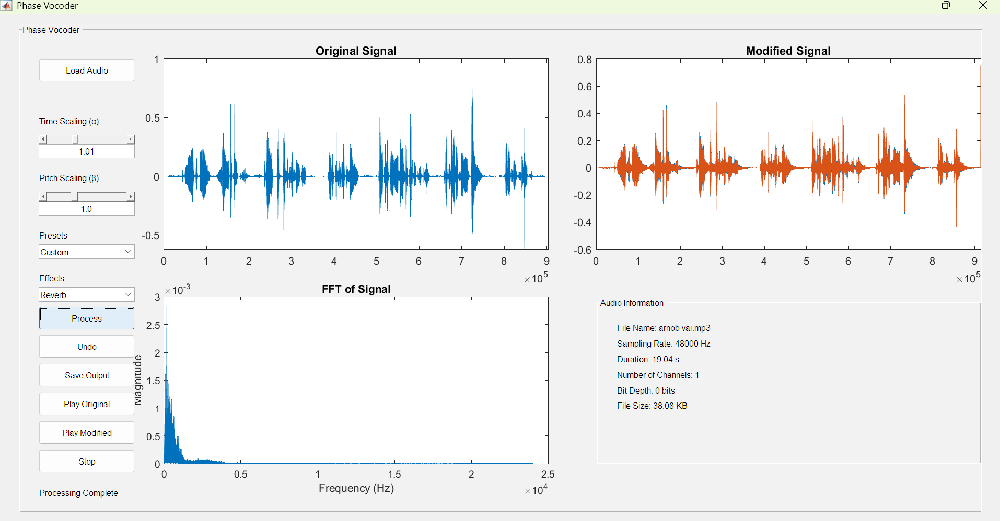 Phase Vocoder
Phase Vocoder
Load Audio
Time Scaling (α)
1.01
Pitch Scaling (β)
1.0
Presets
Custom
Effects
Reverb
Process
Undo
Save Output
Play Original
Play Modified
Stop
Processing Complete
Original Signal
1
0.5
0
-0.5
0 1 2 3 4 5 6 7 8 9
×10^5
Modified Signal
0.8
0.6
0.4
0.2
0
-0.2
-0.4
-0.6
0 1 2 3 4 5 6 7 8 9
×10^5
FFT of Signal
×10^-3
3
2.5
2
1.5
1
0.5
0
Magnitude
0 0.5 1 1.5 2 2.5
Frequency (Hz)
×10^4
Audio Information
File Name: arnob vai.mp3
Sampling Rate: 48000 Hz
Duration: 19.04 s
Number of Channels: 1
Bit Depth: 0 bits
File Size: 38.08 KB